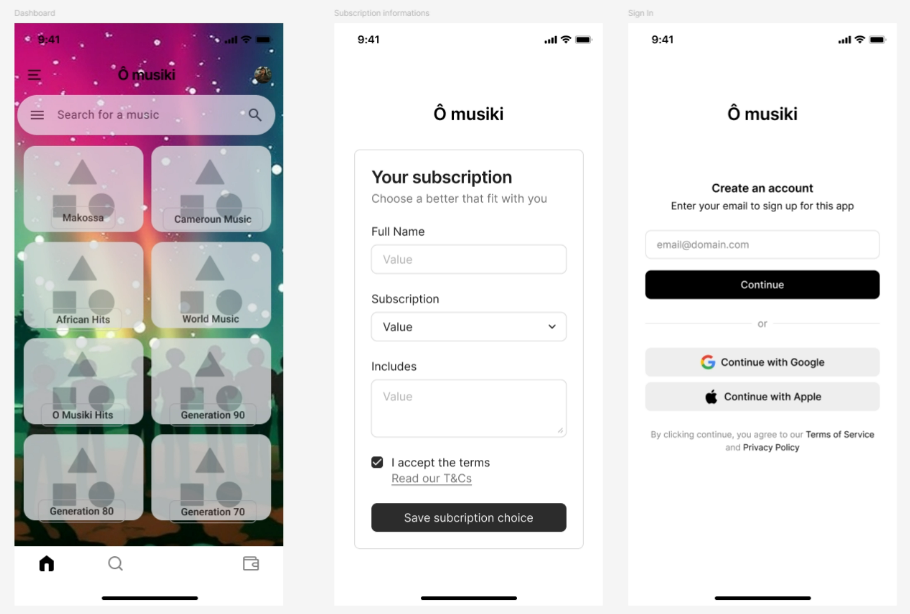 Dashboard
9:41
Ô musiki
Search for a music
Makossa
Cameroun Music
African Hits
World Music
O Musiki Hits
Generation 90
Generation 80
Generation 70
Subscription informations
9:41
Ô musiki
Your subscription
Choose a better that fit with you
Full Name
Value
Subscription
Value
Includes
Value
I accept the terms
Read our T&Cs
Save subcription choice
Sign In
9:41
Ô musiki
Create an account
Enter your email to sign up for this app
email@domain.com
Continue
or
Continue with Google
Continue with Apple
By clicking continue, you agree to our Terms of Service
and Privacy Policy